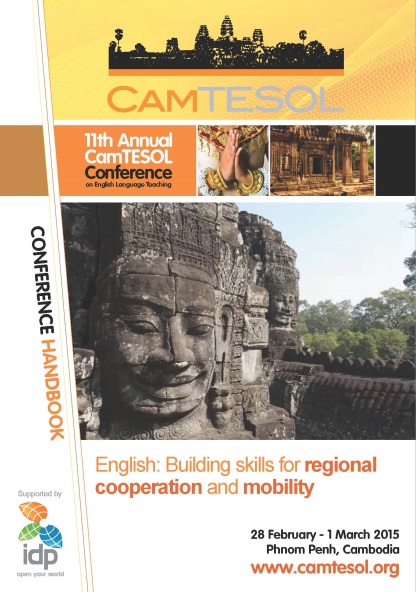 CAMTESOL
11th Annual
CamTESOL
Conference
on English Language Teaching
CONFERENCE HANDBOOK
English: Building skills for regional
cooperation and mobility
Supported by
idp
open your world
28 February - 1 March 2015
Phnom Penh, Cambodia
www.camtesol.org